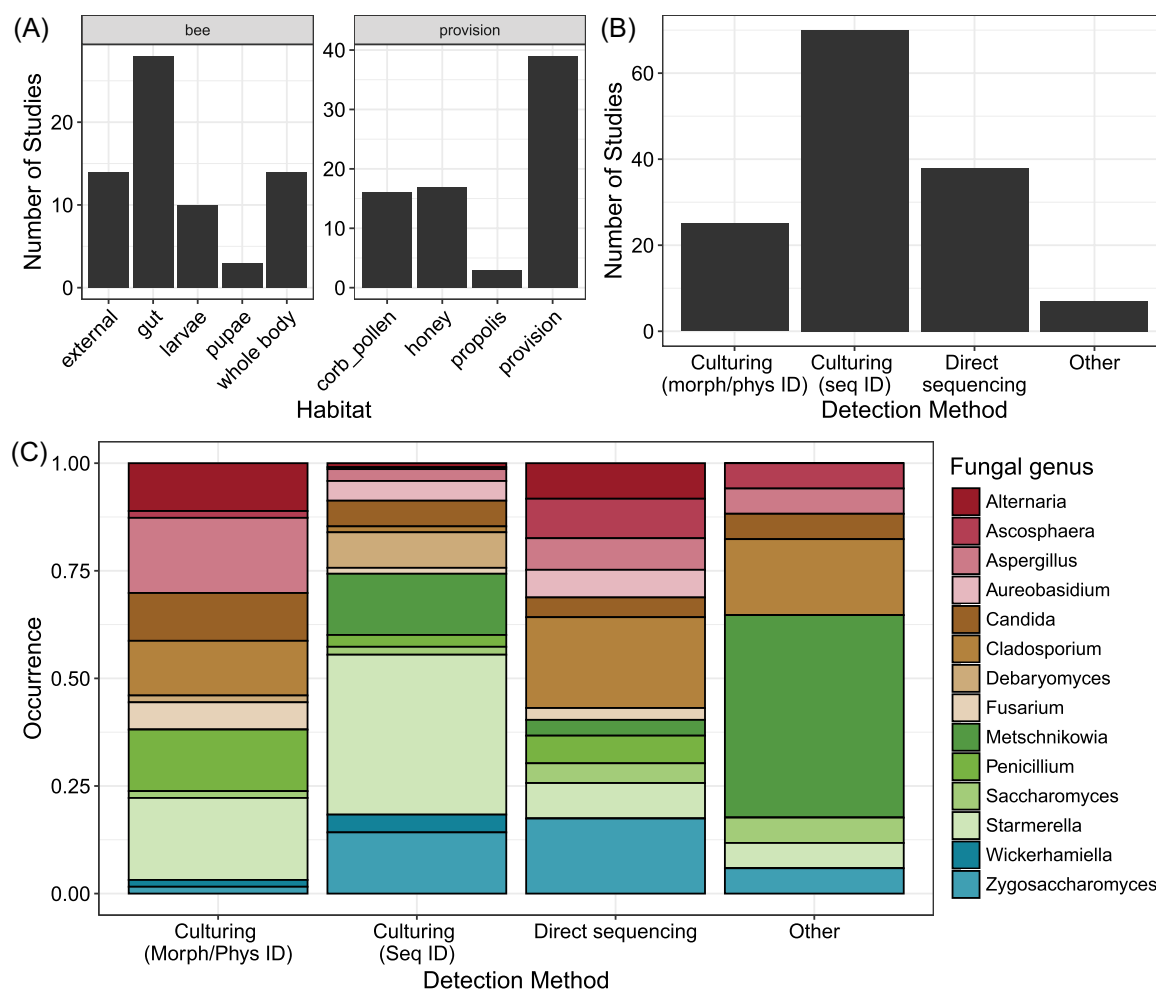 (A)
bee
provision
Number of Studies
20
10
0
40
30
20
10
0
external
gut
larvae
pupae
whole body
corb_pollen
honey
propolis
provision
Habitat
(B)
Number of Studies
60
40
20
0
Culturing
(morph/phys ID)
Culturing
(seq ID)
Direct
sequencing
Other
Detection Method
(C)
Occurrence
1.00
0.75
0.50
0.25
0.00
Culturing
(Morph/Phys ID)
Culturing
(Seq ID)
Direct sequencing
Other
Detection Method
Fungal genus
Alternaria
Ascosphaera
Aspergillus
Aureobasidium
Candida
Cladosporium
Debaryomyces
Fusarium
Metschnikowia
Penicillium
Saccharomyces
Starmerella
Wickerhamiella
Zygosaccharomyces